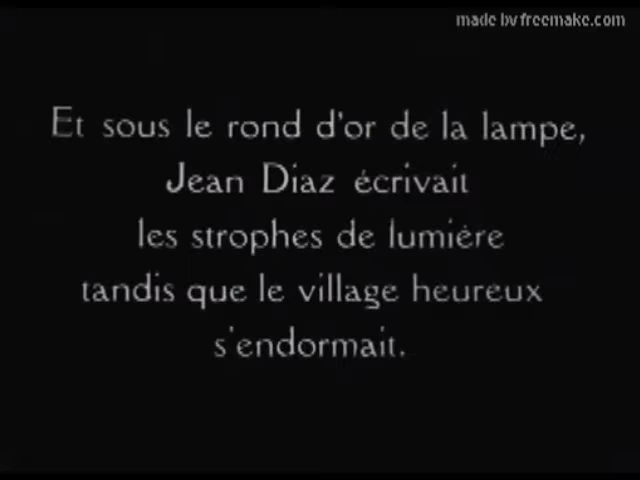 made by freemake.com
Et sous le rond d'or de la lampe,
Jean Diaz écrivait
les strophes de lumière
tandis que le village heureux
s'endormait.